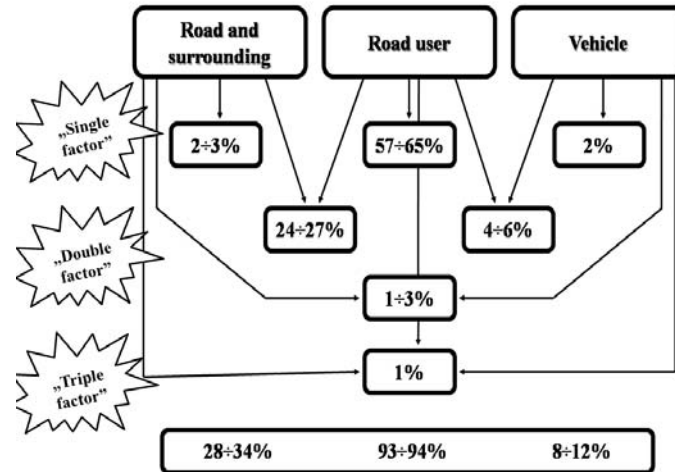 Road and
surrounding
Road user
Vehicle
„Single
factor”
2÷3%
57÷65%
2%
24÷27%
4÷6%
„Double
factor”
1÷3%
„Triple
factor”
1%
28÷34%
93÷94%
8÷12%